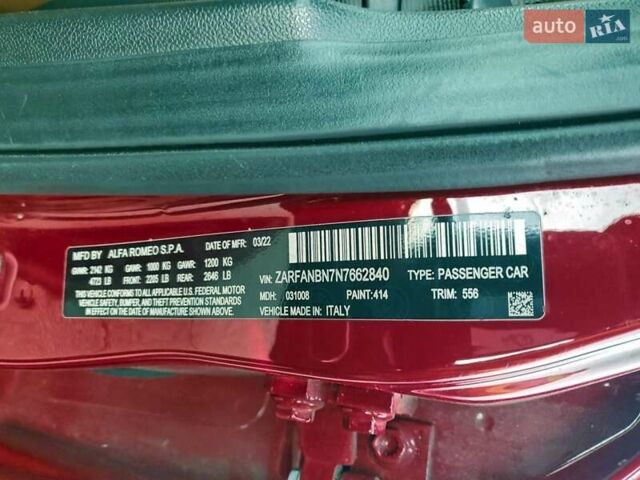 auto RIA
MFD BY ALFA ROMEO S.P.A. DATE OF MFR 03/22
GVWR: 2142 KG GAWR: 1000 KG GAWR: 1200 KG
4723 LB FRONT: 2205 LB REAR: 2646 LB
THIS VEHICLE CONFORMS TO ALL APPLICABLE U.S. FEDERAL MOTOR
VEHICLE SAFETY, BUMPER, AND THEFT PREVENTION STANDARDS
IN EFFECT ON THE DATE OF MANUFACTURE SHOWN ABOVE.
VIN: ZARFANBN7N7662840 TYPE: PASSENGER CAR
MDH: 031008 PAINT: 414 TRIM: 556
VEHICLE MADE IN: ITALY